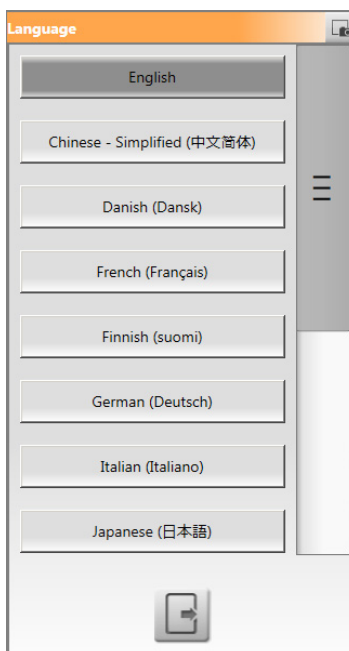 Language
English
Chinese - Simplified (中文简体)
Danish (Dansk)
French (Français)
Finnish (suomi)
German (Deutsch)
Italian (Italiano)
Japanese (日本語)